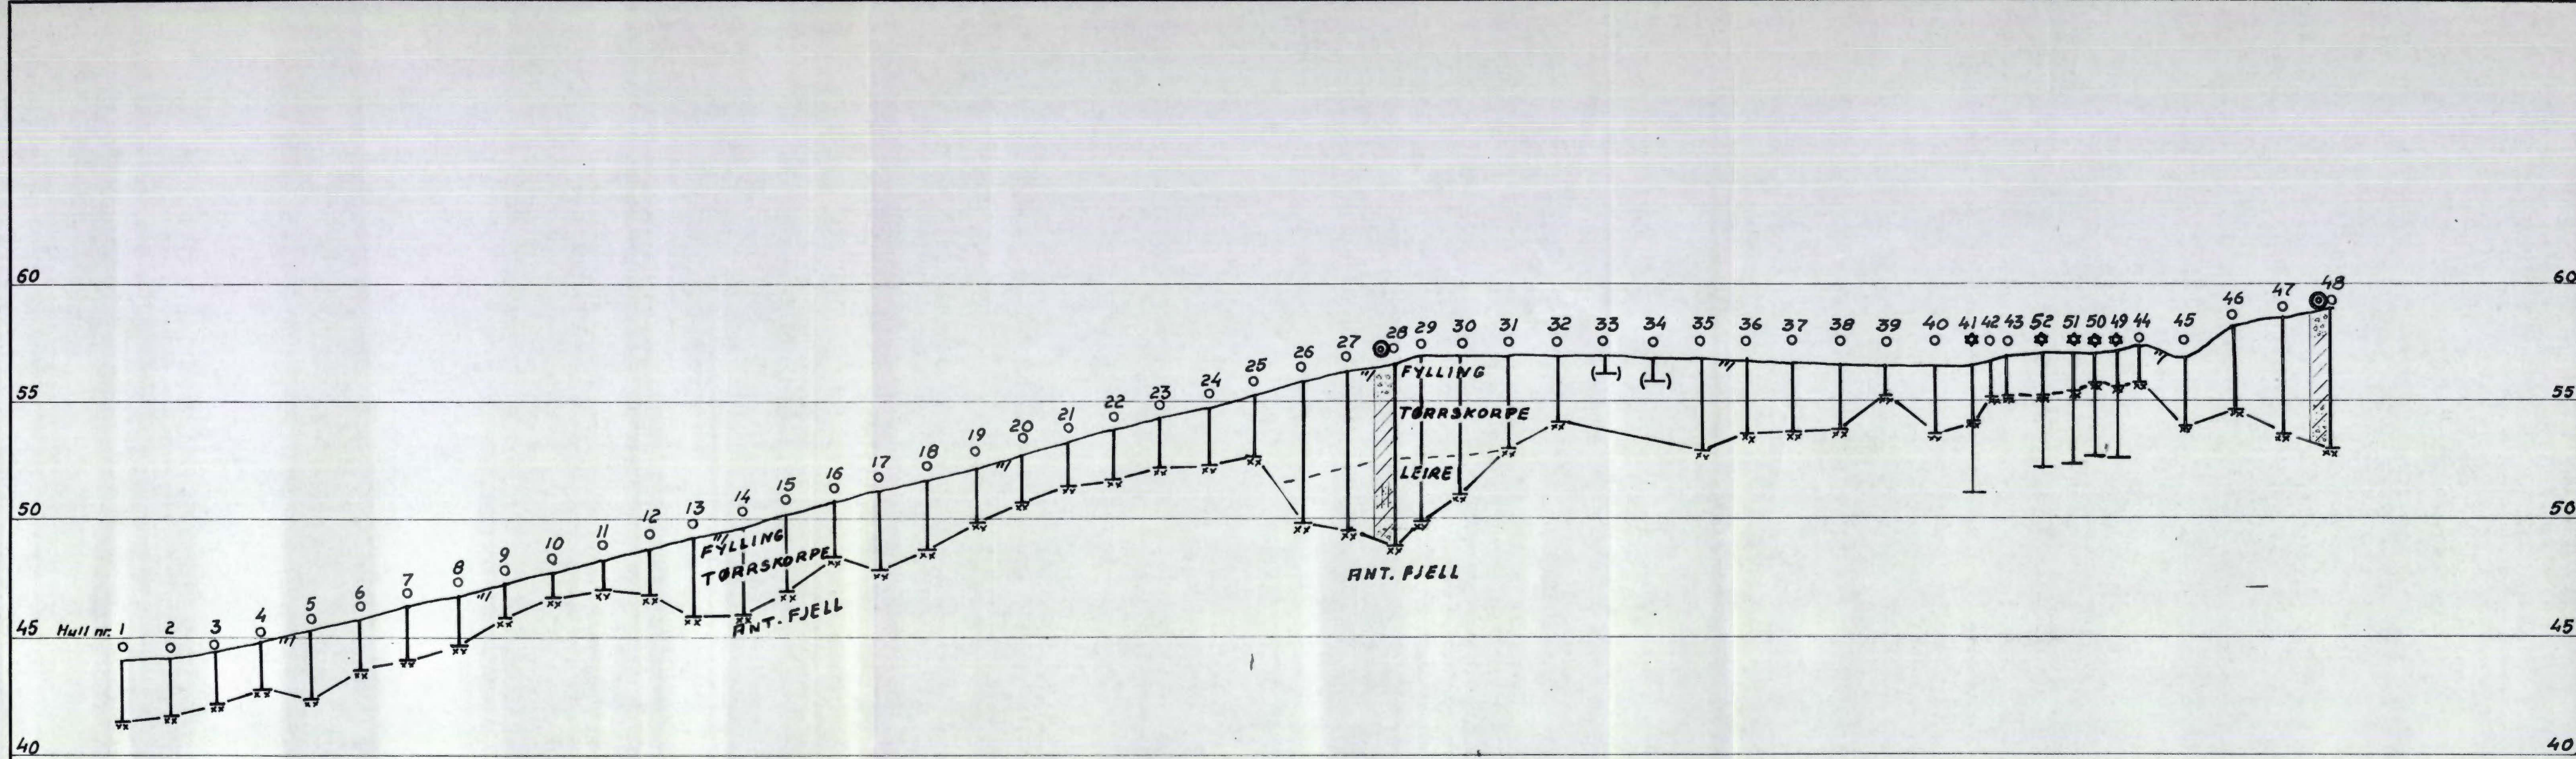 60 60
46 47 48
27 28 29 30 31 32 33 34 35 36 37 38 39 40 41 42 43 52 51 50 49 44 45
21 22 23 24 25 26
FYLLING
55 55
TØRRSKORPE
LEIRE
14 15 16 17 18 19 20
50 50
8 9 10 11 12 13
FYLLING
TØRRSKORPE
ANT. FJELL
ANT. FJELL
45 Hull nr. 1 2 3 4 5 6 7 45
40 40